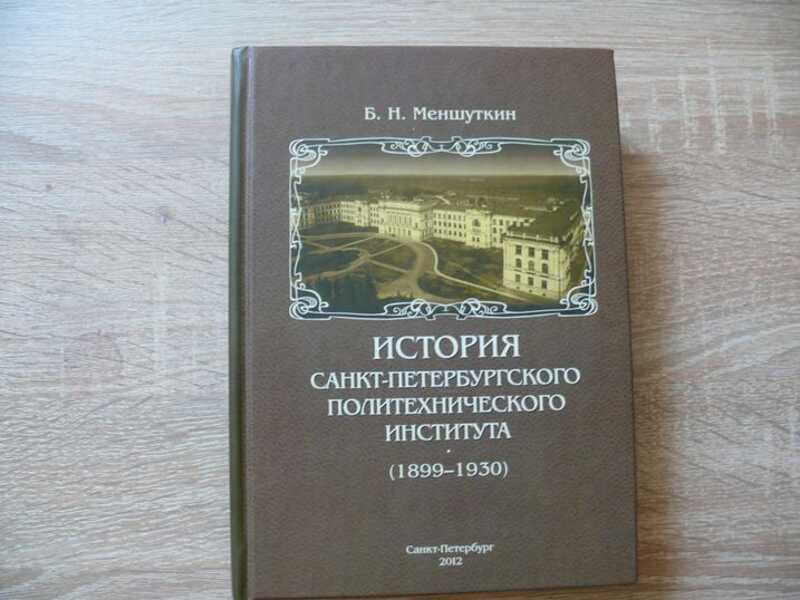 Б. Н. Меншуткин
ИСТОРИЯ
САНКТ-ПЕТЕРБУРГСКОГО
ПОЛИТЕХНИЧЕСКОГО
ИНСТИТУТА
(1899–1930)
Санкт-Петербург
2012